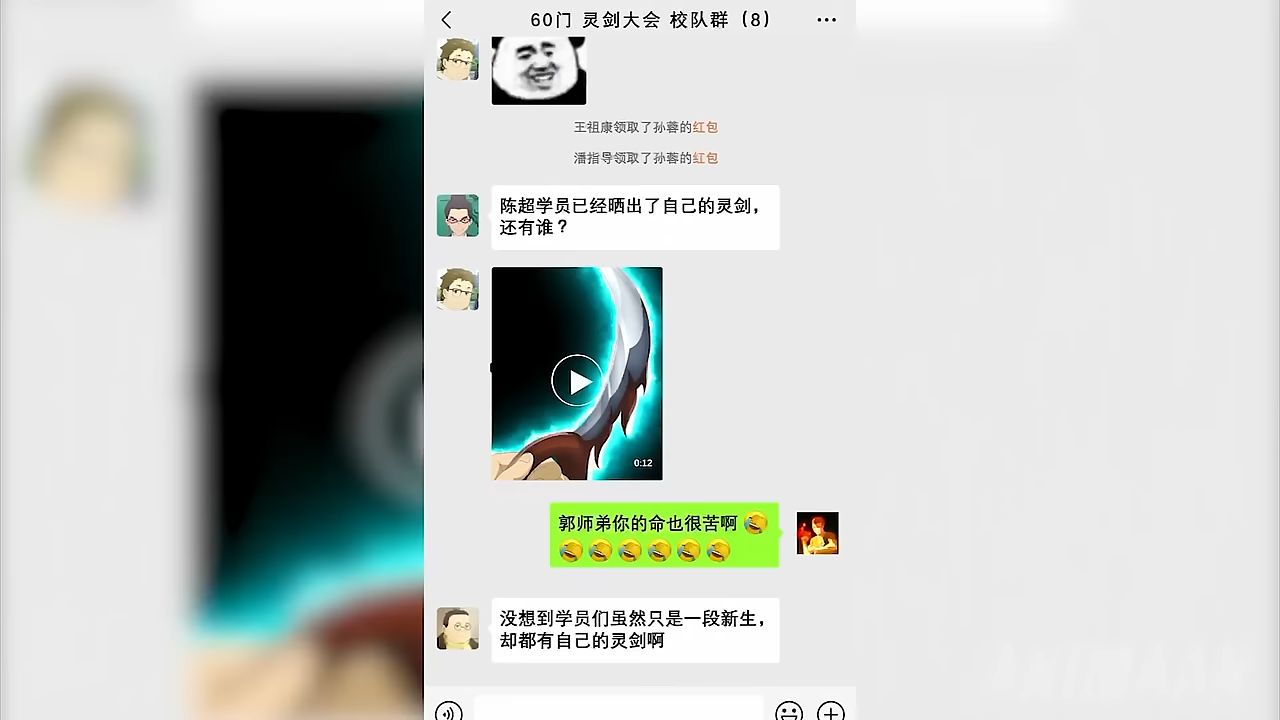 60门 灵剑大会 校队群（8）
王祖康领取了孙蓉的红包
潘指导领取了孙蓉的红包
陈超学员已经晒出了自己的灵剑，
还有谁？
0:12
郭师弟你的命也很苦啊
没想到学员们虽然只是一段新生，
却都有自己的灵剑啊